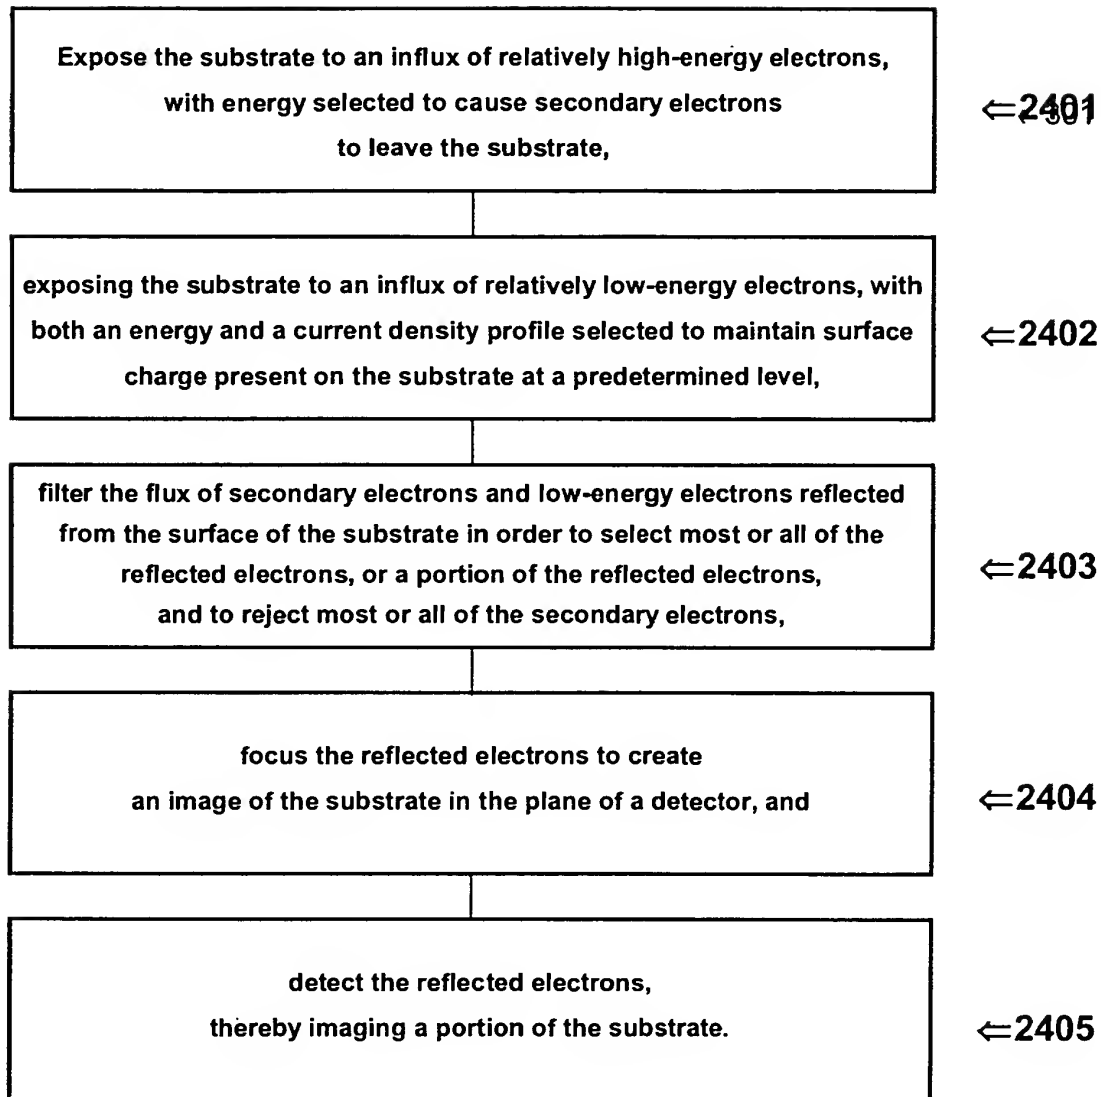 Expose the substrate to an influx of relatively high-energy electrons,
with energy selected to cause secondary electrons
to leave the substrate,
⇐2401
exposing the substrate to an influx of relatively low-energy electrons, with
both an energy and a current density profile selected to maintain surface
charge present on the substrate at a predetermined level,
⇐2402
filter the flux of secondary electrons and low-energy electrons reflected
from the surface of the substrate in order to select most or all of the
reflected electrons, or a portion of the reflected electrons,
and to reject most or all of the secondary electrons,
⇐2403
focus the reflected electrons to create
an image of the substrate in the plane of a detector, and
⇐2404
detect the reflected electrons,
thereby imaging a portion of the substrate.
⇐2405